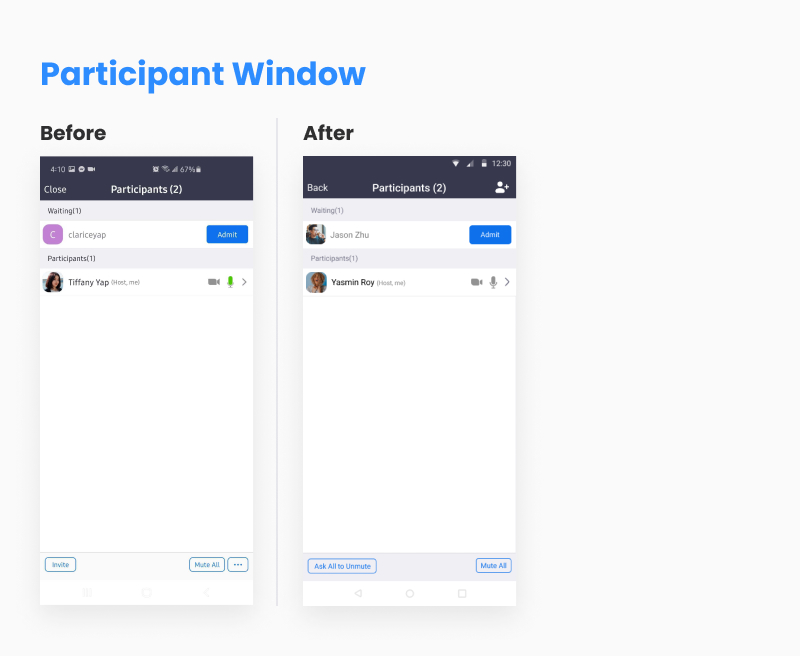 Participant Window
Before
4:10 67%
Close Participants (2)
Waiting(1)
C clariceyap Admit
Participants(1)
Tiffany Yap (Host, me)
Invite Mute All ...
After
12:30
Back Participants (2)
Waiting(1)
Jason Zhu Admit
Participants(1)
Yasmin Roy (Host, me)
Ask All to Unmute Mute All